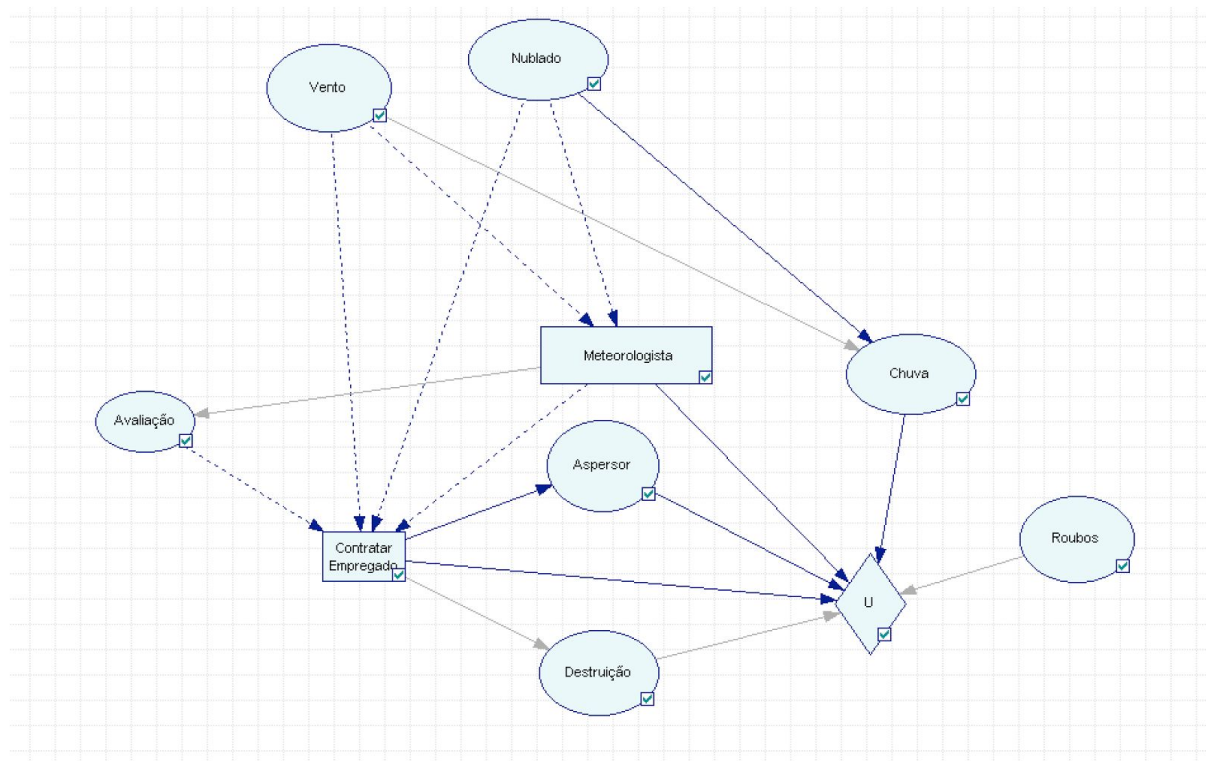 Nublado
Vento
Meteorologista
Chuva
Avaliação
Aspersor
Contratar
Empregado
Roubos
U
Destruição